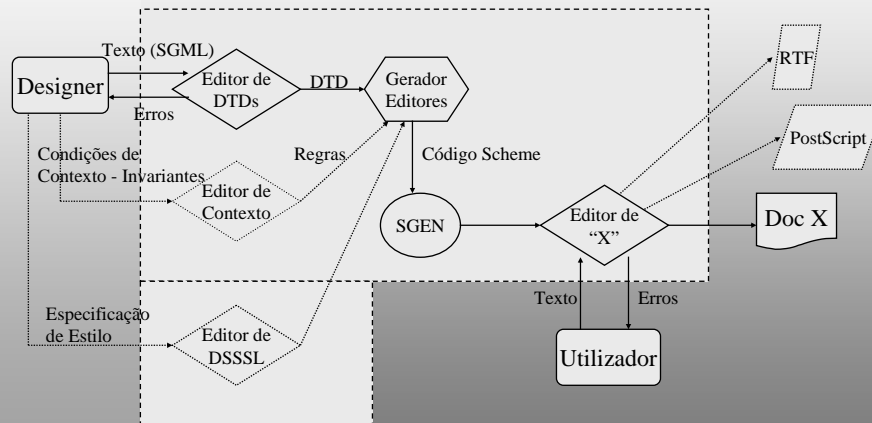 Texto (SGML)
Designer
Editor de
DTDs
DTD
Gerador
Editores
RTF
Erros
PostScript
Condições de
Contexto - Invariantes
Regras
Código Scheme
Editor de
Contexto
SGEN
Editor de
“X”
Doc X
Texto
Erros
Especificação
de Estilo
Editor de
DSSSL
Utilizador